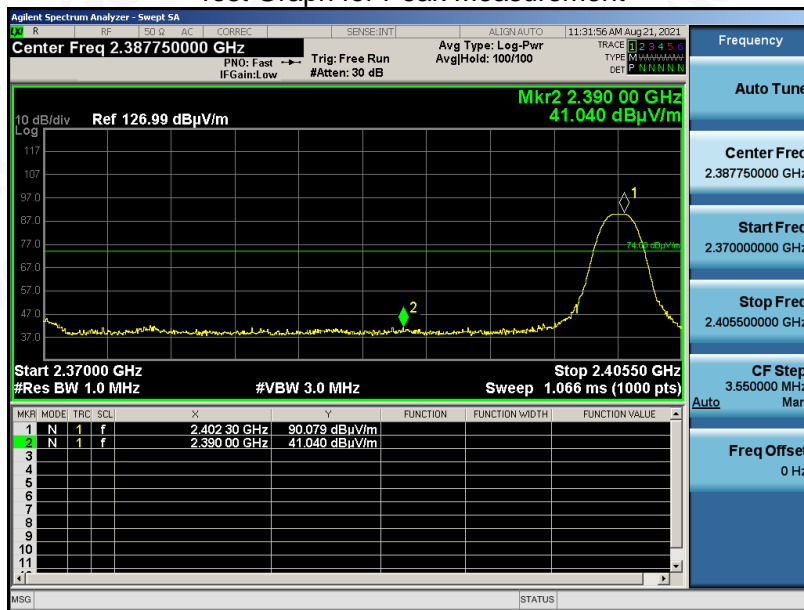 Test Graph for Peak Measurement
Agilent Spectrum Analyzer - Swept SA
LXI R RF 50 Ω AC CORREC SENSE:INT ALIGN AUTO 11:31:56 AM Aug 21, 2021
Center Freq 2.387750000 GHz
PNO: Fast
IFGain:Low
Trig: Free Run
#Atten: 30 dB
Avg Type: Log-Pwr
Avg|Hold: 100/100
TRACE 1 2 3 4 5 6
TYPE M
DET P N N N N N
Frequency
Auto Tune
Center Freq
2.387750000 GHz
Start Freq
2.370000000 GHz
Stop Freq
2.405500000 GHz
CF Step
3.550000 MHz
Auto Man
Freq Offset
0 Hz
Mkr2 2.390 00 GHz
41.040 dBµV/m
10 dB/div Ref 126.99 dBµV/m
Log
117
107
97.0
87.0
77.0
67.0
57.0
47.0
37.0
1
74.00 dBµV/m
2
Start 2.37000 GHz Stop 2.40550 GHz
#Res BW 1.0 MHz #VBW 3.0 MHz Sweep 1.066 ms (1000 pts)
MKR MODE TRC SCL X Y FUNCTION FUNCTION WIDTH FUNCTION VALUE
1 N 1 f 2.402 30 GHz 90.079 dBµV/m
2 N 1 f 2.390 00 GHz 41.040 dBµV/m
3
4
5
6
7
8
9
10
11
MSG STATUS